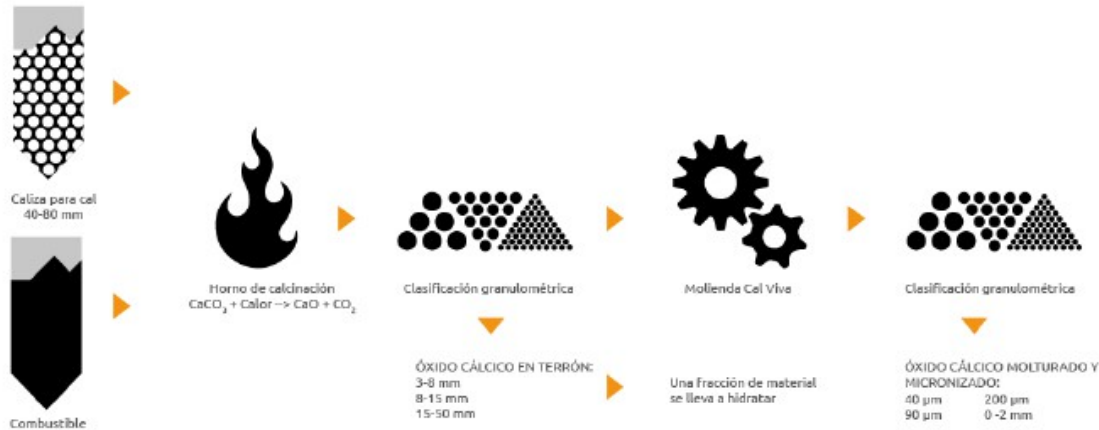 Caliza para cal
40-80 mm
Combustible
Horno de calcinación
CaCO₃ + Calor --> CaO + CO₂
Clasificación granulométrica
ÓXIDO CÁLCICO EN TERRÓN:
3-8 mm
8-15 mm
15-50 mm
Molienda Cal Viva
Una fracción de material
se lleva a hidratar
Clasificación granulométrica
ÓXIDO CÁLCICO MOLTURADO Y
MICRONIZADO:
40 µm 200 µm
90 µm 0 -2 mm